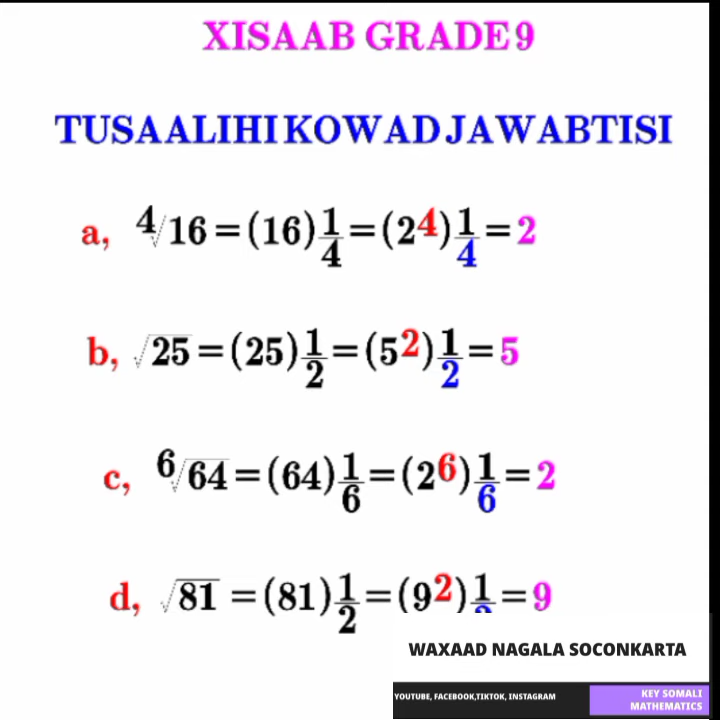 XISAAB GRADE 9
TUSAALIHI KOWAD JAWABTISI
a, ⁴√16 = (16)^1/4 = (2⁴)^1/4 = 2
b, √25 = (25)^1/2 = (5²)^1/2 = 5
c, ⁶√64 = (64)^1/6 = (2⁶)^1/6 = 2
d, √81 = (81)^1/2 = (9²)^1/2 = 9
WAXAAD NAGALA SOCONKARTA
YOUTUBE, FACEBOOK,TIKTOK, INSTAGRAM
KEY SOMALI
MATHEMATICS